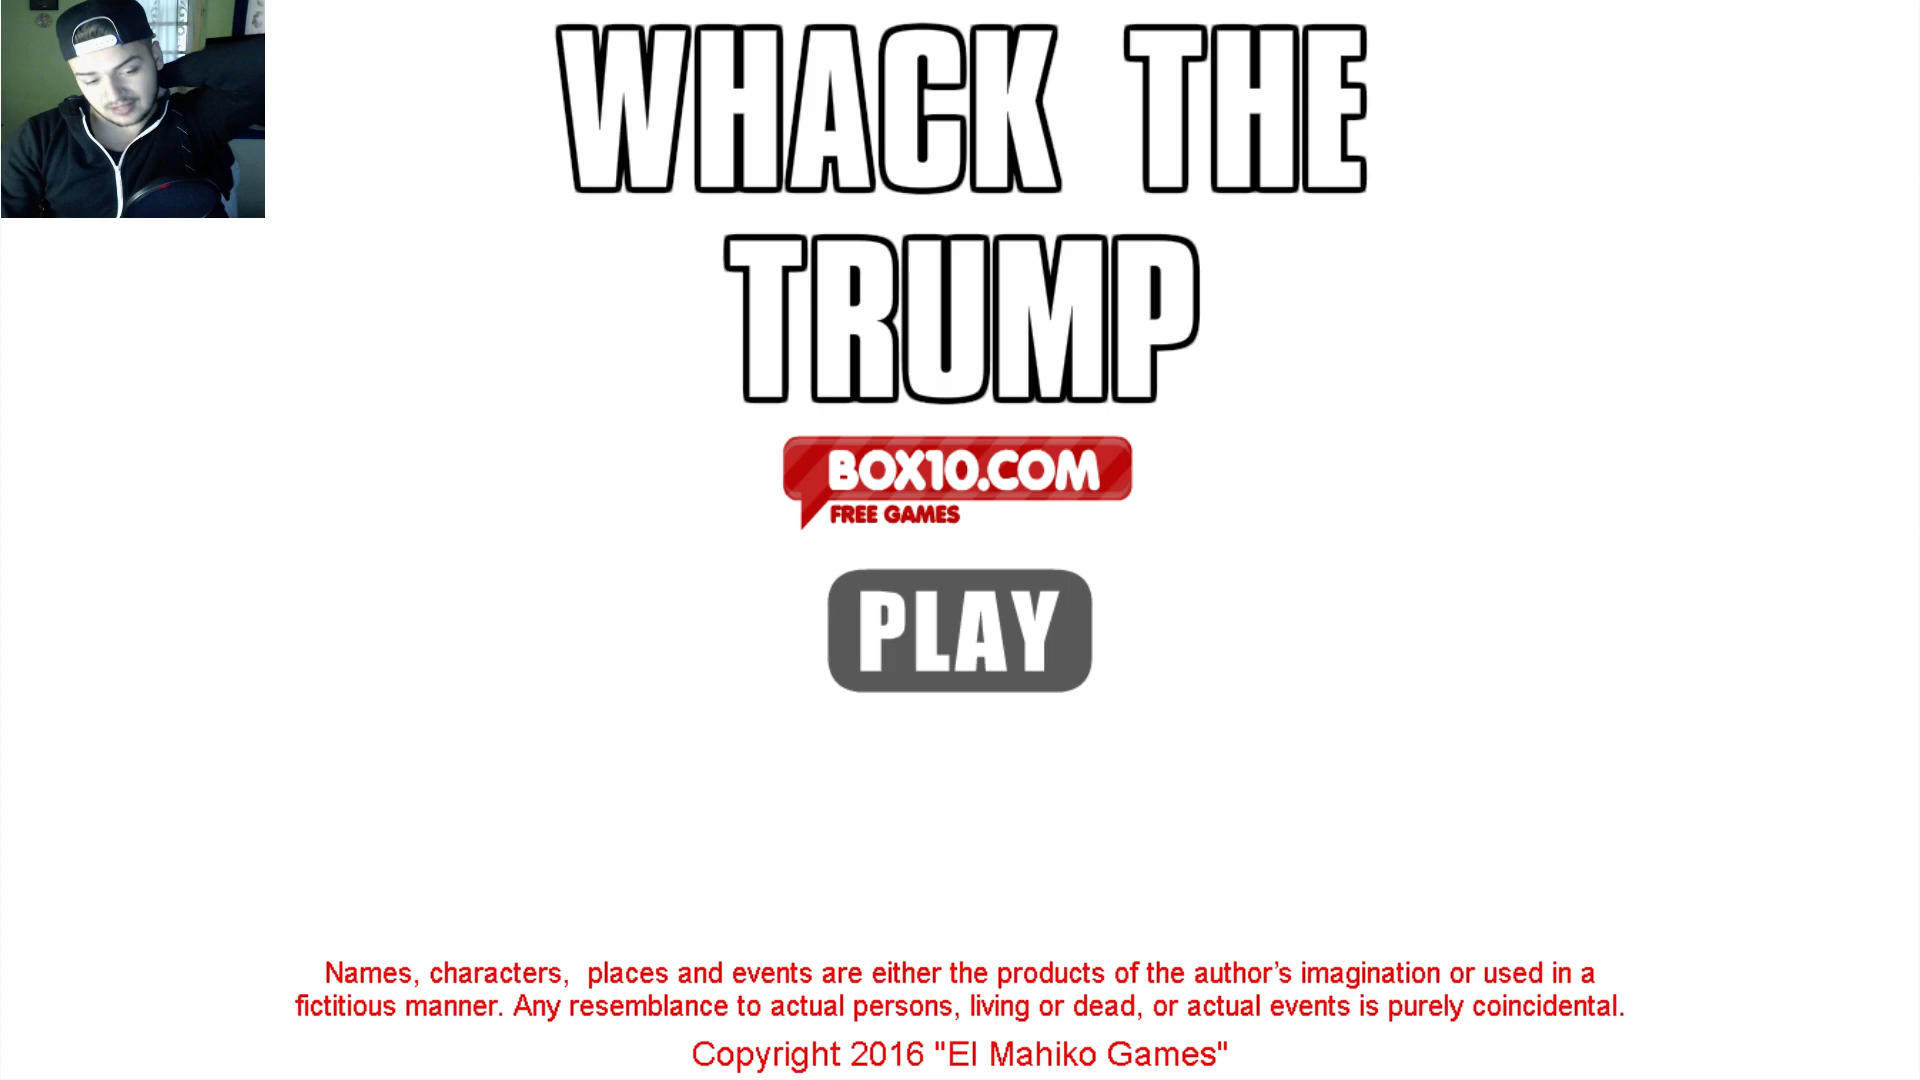 WHACK THE
TRUMP
BOX10.COM
FREE GAMES
PLAY
Names, characters,  places and events are either the products of the author’s imagination or used in a
fictitious manner. Any resemblance to actual persons, living or dead, or actual events is purely coincidental.
Copyright 2016 "El Mahiko Games"